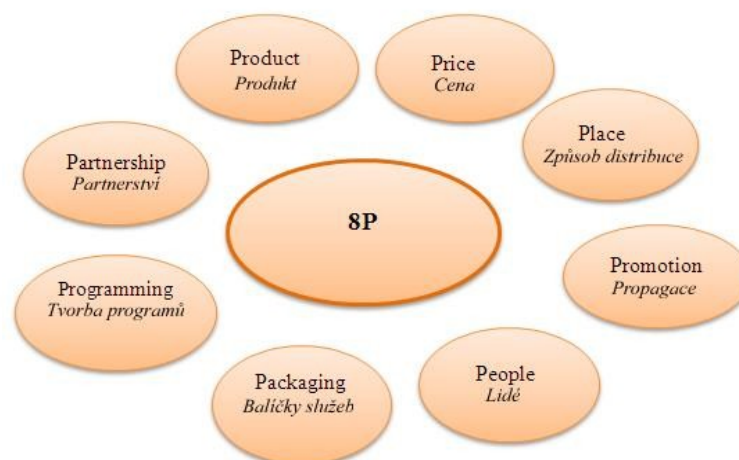 Product
Produkt
Price
Cena
Place
Způsob distribuce
Partnership
Partnerství
8P
Promotion
Propagace
Programming
Tvorba programů
People
Lidé
Packaging
Balíčky služeb